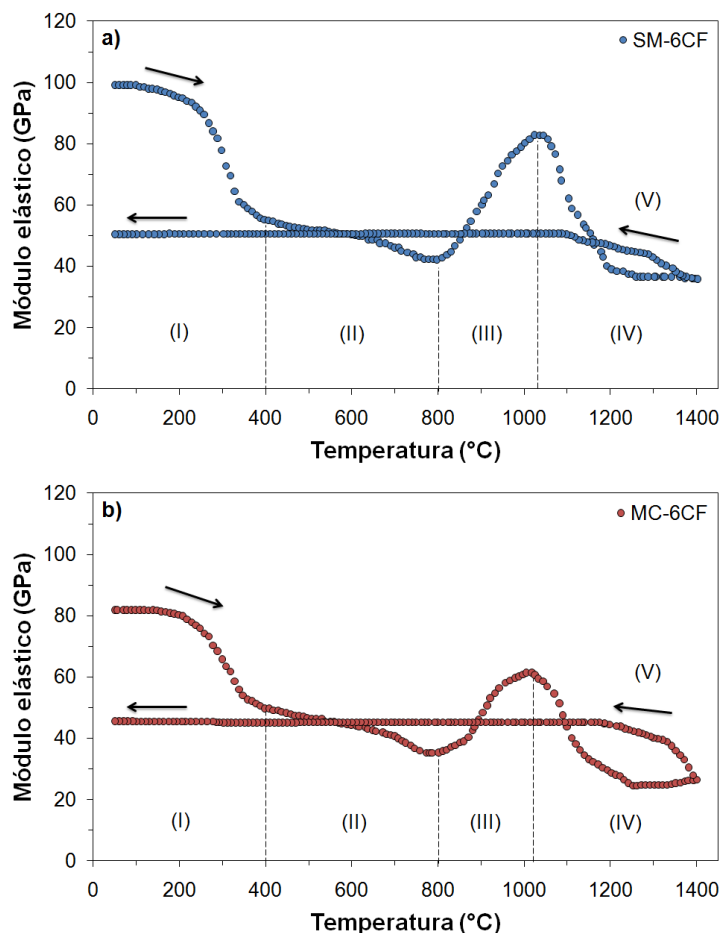 a)
SM-6CF
Módulo elástico (GPa)
120
100
80
60
40
20
0
(I)
(II)
(III)
(IV)
(V)
0 200 400 600 800 1000 1200 1400
Temperatura (°C)
b)
MC-6CF
Módulo elástico (GPa)
120
100
80
60
40
20
0
(I)
(II)
(III)
(IV)
(V)
0 200 400 600 800 1000 1200 1400
Temperatura (°C)